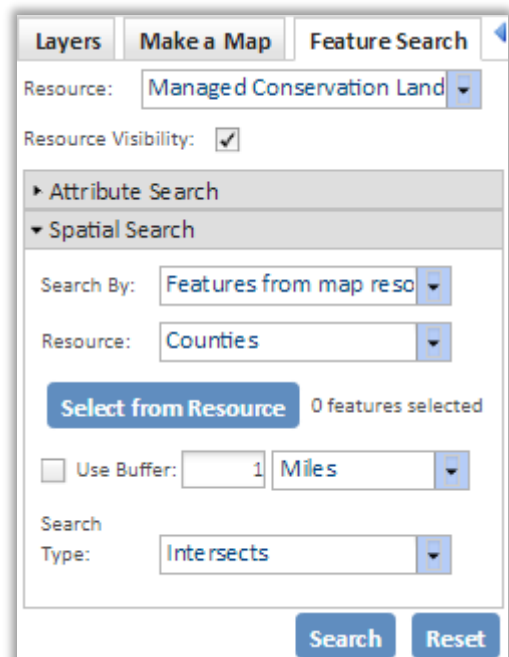 Layers Make a Map Feature Search
Resource: Managed Conservation Land
Resource Visibility:
Attribute Search
Spatial Search
Search By: Features from map reso
Resource: Counties
Select from Resource 0 features selected
Use Buffer: 1 Miles
Search
Type: Intersects
Search Reset